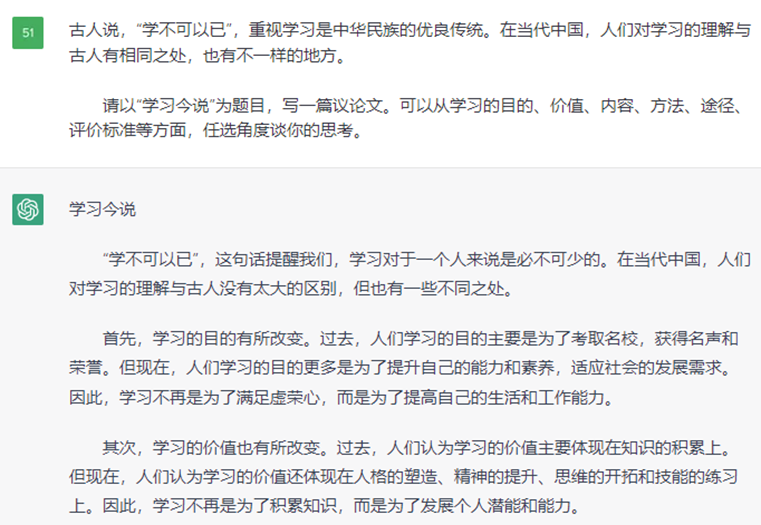 51
古人说，“学不可以已”，重视学习是中华民族的优良传统。在当代中国，人们对学习的理解与
古人有相同之处，也有不一样的地方。
请以“学习今说”为题目，写一篇议论文。可以从学习的目的、价值、内容、方法、途径、
评价标准等方面，任选角度谈你的思考。
学习今说
“学不可以已”，这句话提醒我们，学习对于一个人来说是必不可少的。在当代中国，人们
对学习的理解与古人没有太大的区别，但也有一些不同之处。
首先，学习的目的有所改变。过去，人们学习的目的主要是为了考取名校，获得名声和
荣誉。但现在，人们学习的目的更多是为了提升自己的能力和素养，适应社会的发展需求。
因此，学习不再是为了满足虚荣心，而是为了提高自己的生活和工作能力。
其次，学习的价值也有所改变。过去，人们认为学习的价值主要体现在知识的积累上。
但现在，人们认为学习的价值还体现在人格的塑造、精神的提升、思维的开拓和技能的练习
上。因此，学习不再是为了积累知识，而是为了发展个人潜能和能力。